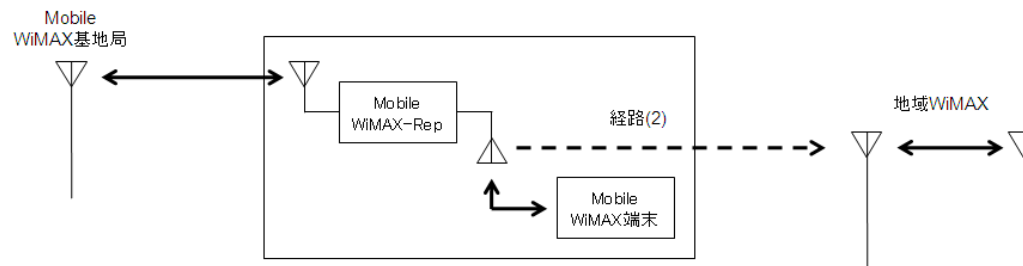 Mobile
WiMAX基地局
Mobile
WiMAX-Rep
経路(2)
地域WiMAX
Mobile
WiMAX端末